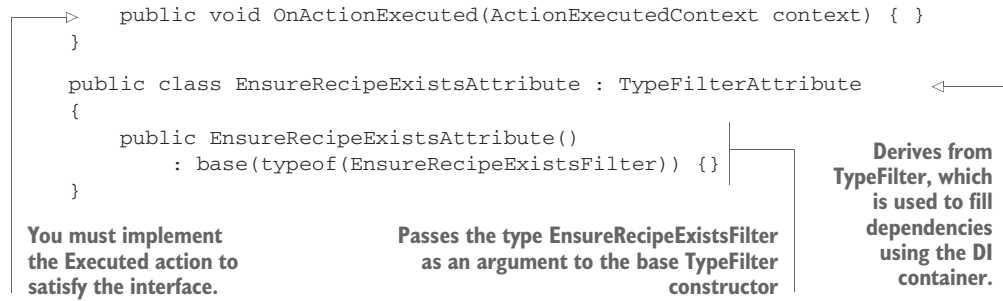 public void OnActionExecuted(ActionExecutedContext context) { }
}
public class EnsureRecipeExistsAttribute : TypeFilterAttribute
{
    public EnsureRecipeExistsAttribute()
        : base(typeof(EnsureRecipeExistsFilter)) {}
}
Derives from
TypeFilter, which
is used to fill
dependencies
using the DI
container.
You must implement
the Executed action to
satisfy the interface.
Passes the type EnsureRecipeExistsFilter
as an argument to the base TypeFilter
constructor